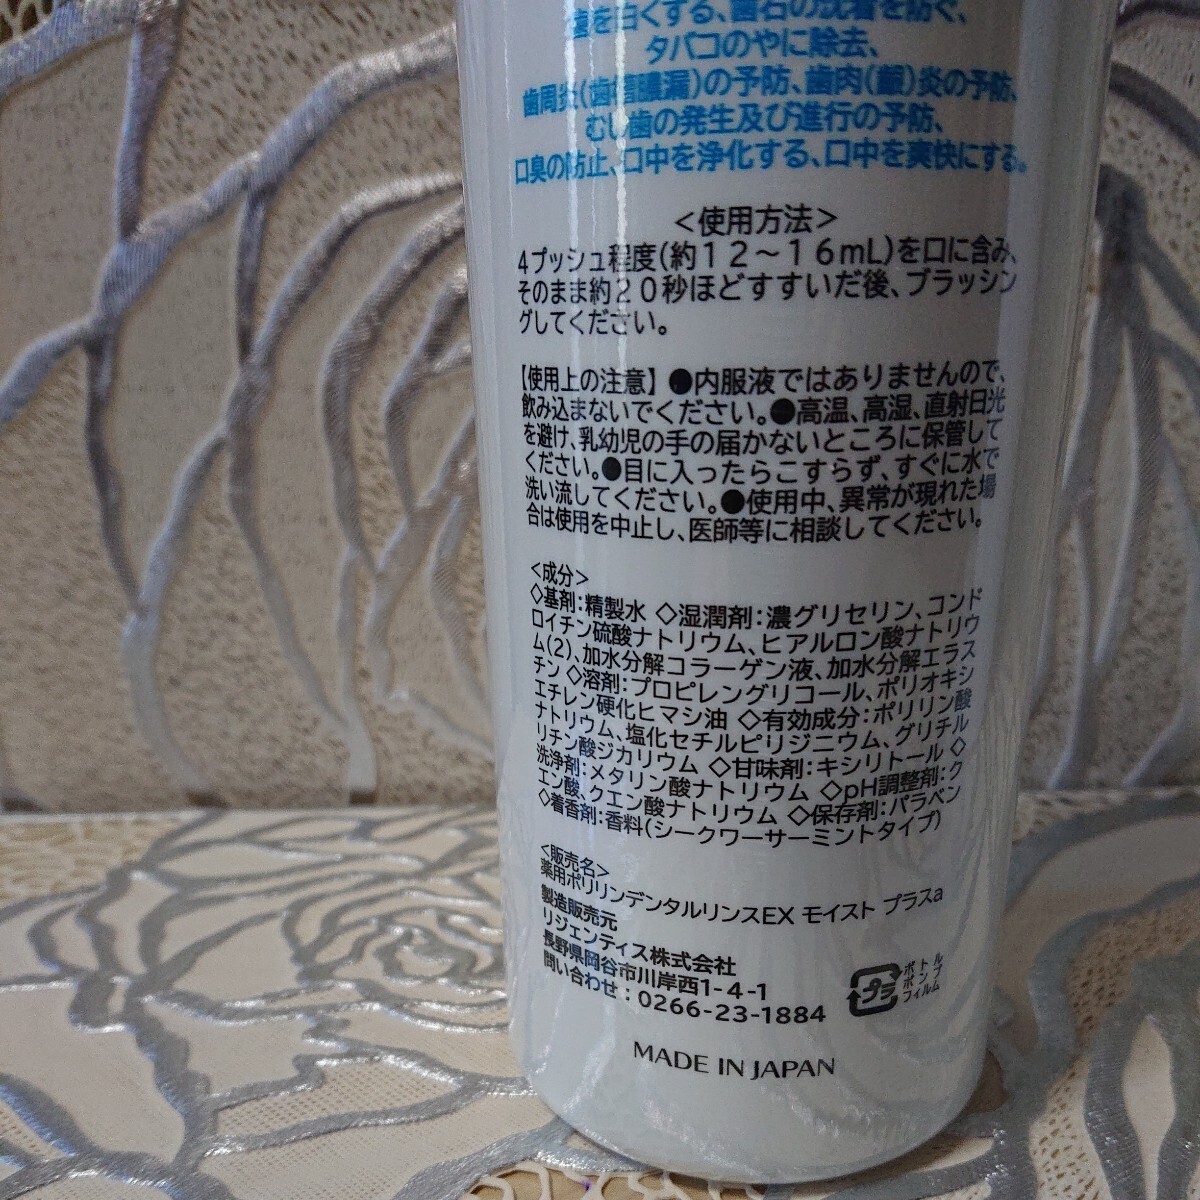 歯を白くする、歯石の沈着を防ぐ、
タバコのやに除去、
歯周炎(歯槽膿漏)の予防、歯肉(齦)炎の予防、
むし歯の発生及び進行の予防、
口臭の防止、口中を浄化する、口中を爽快にする。
＜使用方法＞
4プッシュ程度(約１２～１６mL)を口に含み、
そのまま約２０秒ほどすすいだ後、ブラッシン
グしてください。
【使用上の注意】●内服液ではありませんので、
飲み込まないでください。●高温、高湿、直射日光
を避け、乳幼児の手の届かないところに保管して
ください。●目に入ったらこすらず、すぐに水で
洗い流してください。●使用中、異常が現れた場
合は使用を中止し、医師等に相談してください。
＜成分＞
◇基剤：精製水 ◇湿潤剤：濃グリセリン、コンド
ロイチン硫酸ナトリウム、ヒアルロン酸ナトリウ
ム(2)、加水分解コラーゲン液、加水分解エラス
チン ◇溶剤：プロピレングリコール、ポリオキシ
エチレン硬化ヒマシ油 ◇有効成分：ポリリン酸
ナトリウム、塩化セチルピリジニウム、グリチル
リチン酸ジカリウム ◇甘味剤：キシリトール ◇
洗浄剤：メタリン酸ナトリウム ◇pH調整剤：ク
エン酸、クエン酸ナトリウム ◇保存剤：パラベン
◇着香剤：香料(シークワーサーミントタイプ)
＜販売名＞
薬用ポリリンデンタルリンスEX モイスト プラスa
製造販売元
リジェンティス株式会社
長野県岡谷市川岸西1-4-1
問い合わせ：0266-23-1884
プラ
ボトル
ポンプ
フィルム
MADE IN JAPAN